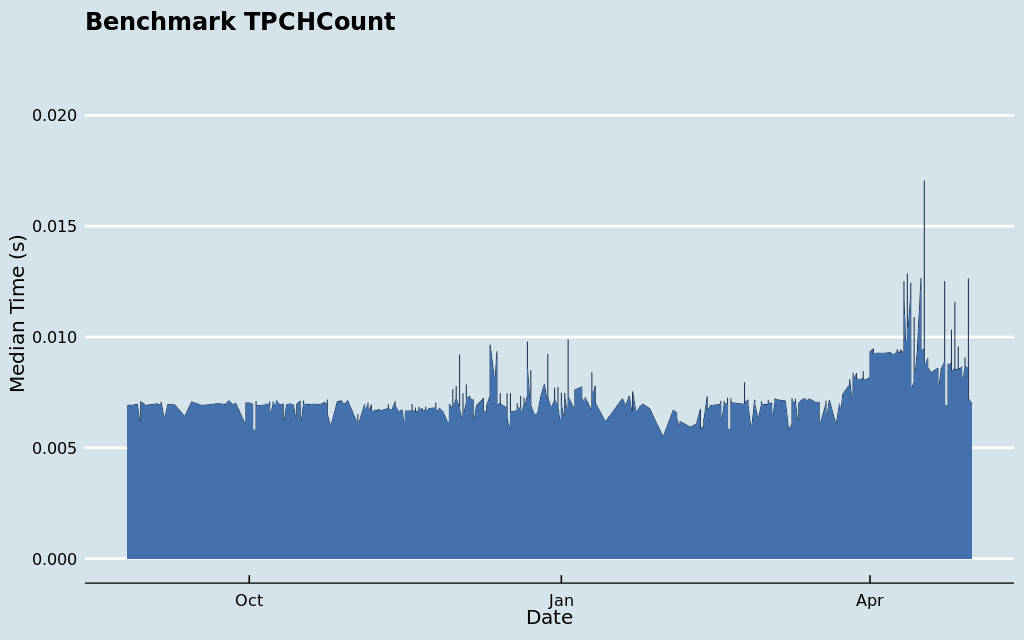 Benchmark TPCHCount
Median Time (s)
0.020
0.015
0.010
0.005
0.000
Oct
Jan
Apr
Date